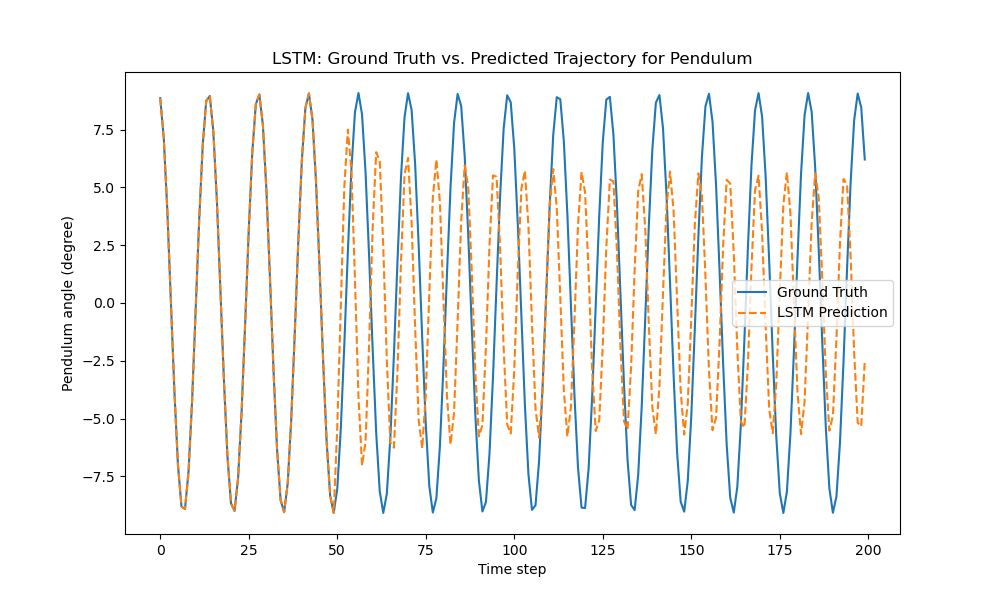 LSTM: Ground Truth vs. Predicted Trajectory for Pendulum
Pendulum angle (degree)
7.5
5.0
2.5
0.0
−2.5
−5.0
−7.5
Ground Truth
LSTM Prediction
0 25 50 75 100 125 150 175 200
Time step